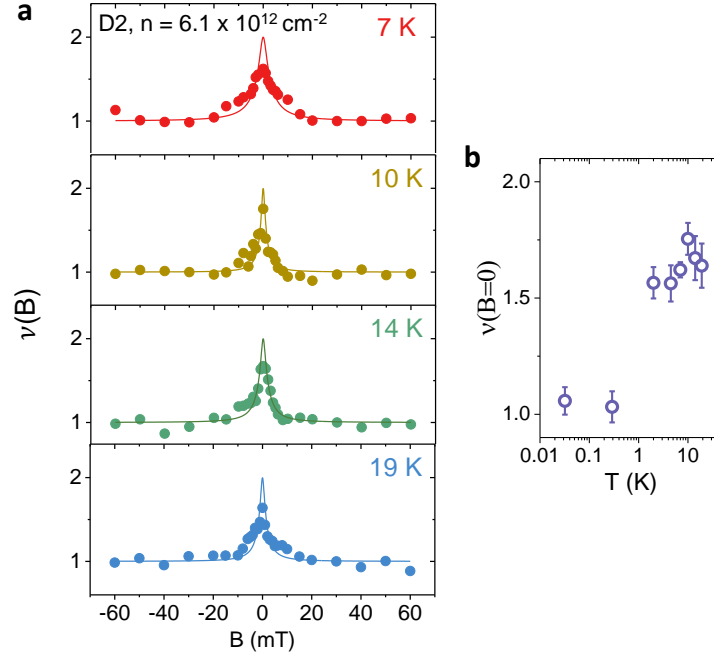 a
D2, n = 6.1 x 10¹² cm⁻²
7 K
2
1
10 K
2
1
14 K
2
1
19 K
2
1
ν(B)
-60 -40 -20 0 20 40 60
B (mT)
b
2.0
1.5
1.0
ν(B=0)
0.01 0.1 1 10
T (K)